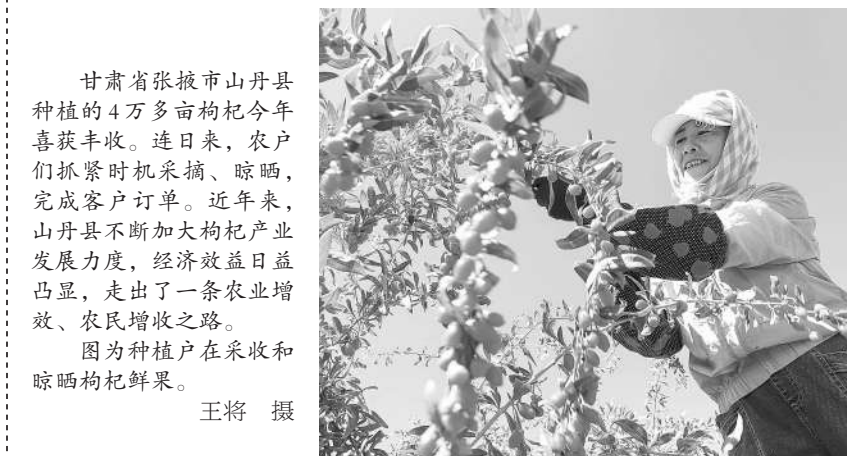 甘肃省张掖市山丹县
种植的4万多亩枸杞今年
喜获丰收。连日来，农户
们抓紧时机采摘、晾晒，
完成客户订单。近年来，
山丹县不断加大枸杞产业
发展力度，经济效益日益
凸显，走出了一条农业增
效、农民增收之路。
图为种植户在采收和
晾晒枸杞鲜果。
王将　摄